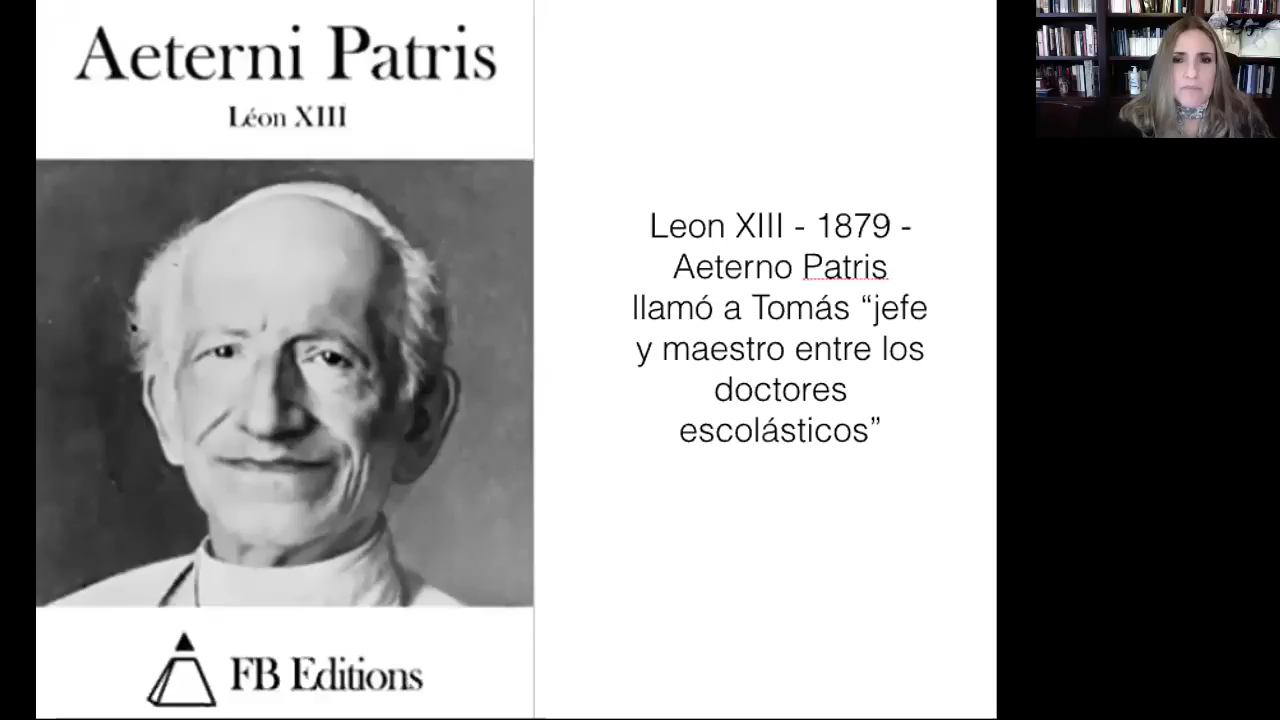 Aeterni Patris
Léon XIII
FB Editions
Leon XIII - 1879 -
Aeterno Patris
llamó a Tomás “jefe
y maestro entre los
doctores
escolásticos”